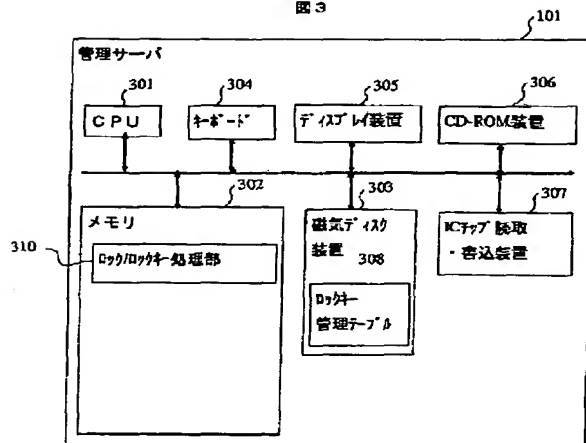 図3
101
管理サーバ
301
304
305
306
CPU
キーボード
ディスプレイ装置
CD-ROM装置
302
303
307
メモリ
磁気ディスク
装置
308
ICチップ読取
・書込装置
310
ロック/ロックキー処理部
ロックキー
管理テーブル